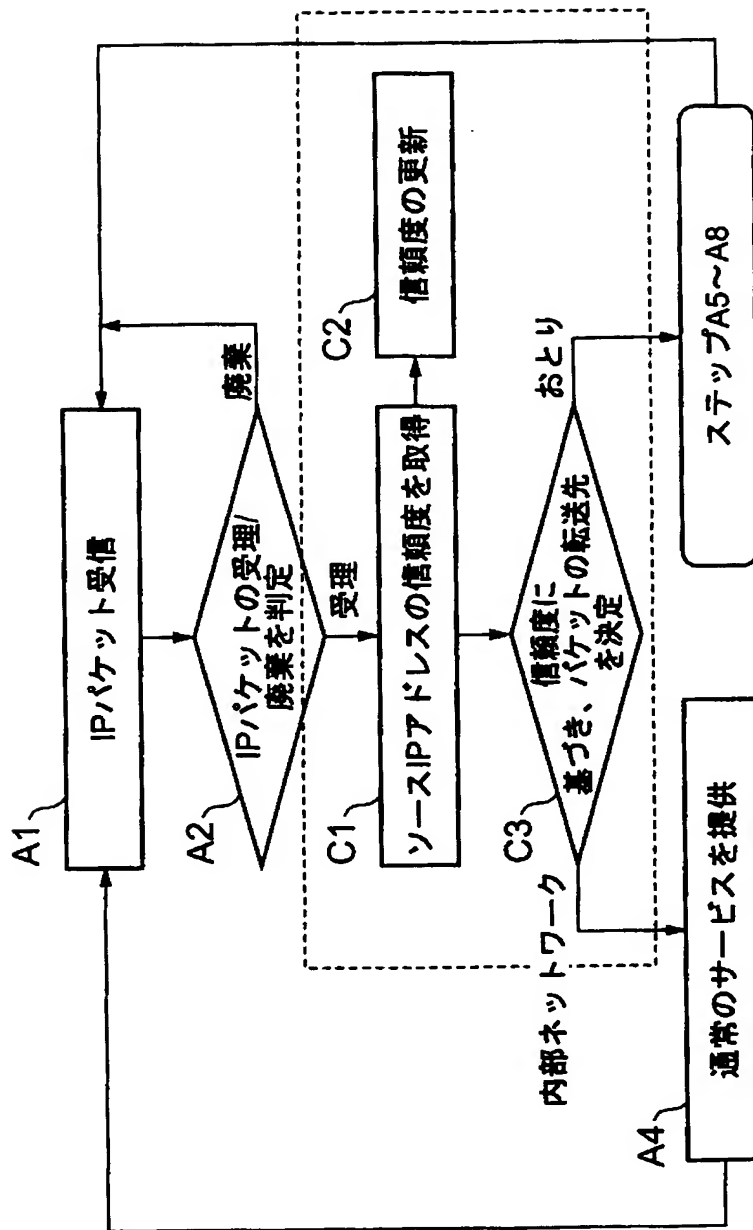 A1
IPパケット受信
A2
IPパケットの受理/
廃棄を判定
廃棄
受理
C1
ソースIPアドレスの信頼度を取得
C2
信頼度の更新
C3
信頼度に
基づき、パケットの転送先
を決定
内部ネットワーク
おとり
A4
通常のサービスを提供
ステップA5～A8